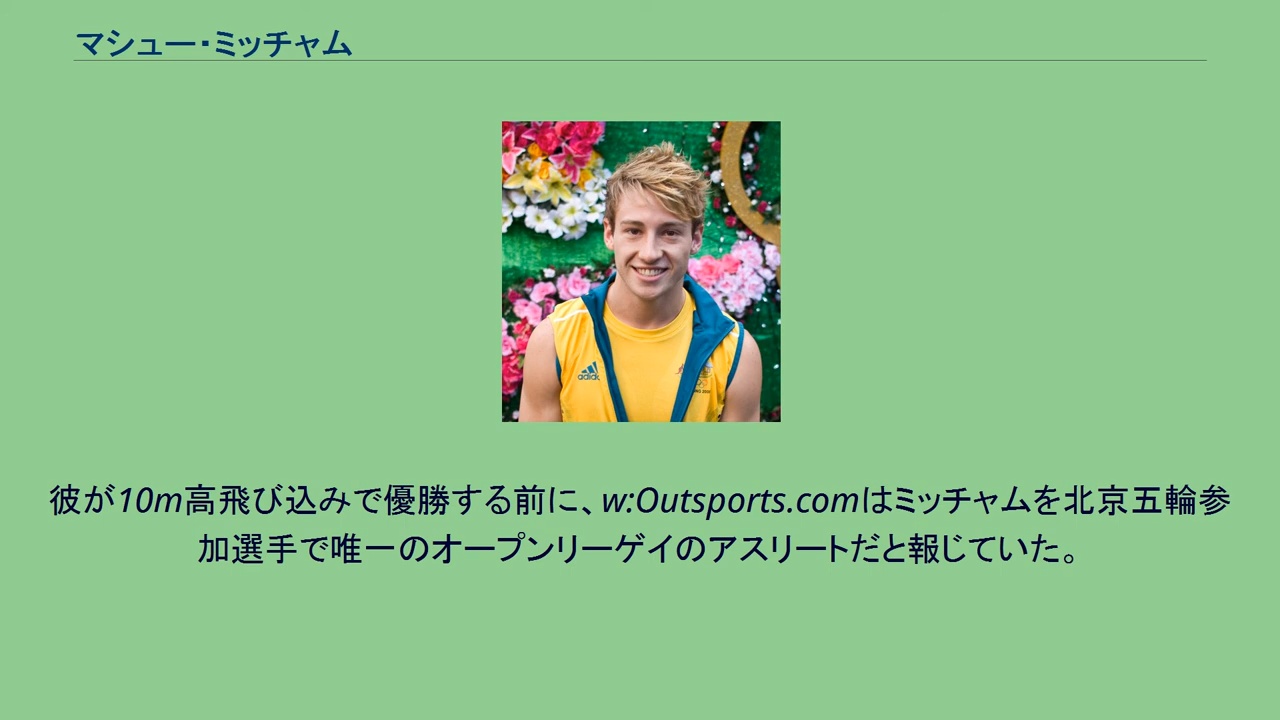 マシュー・ミッチャム
adidas
彼が10m高飛び込みで優勝する前に、w:Outsports.comはミッチャムを北京五輪参
加選手で唯一のオープンリーゲイのアスリートだと報じていた。